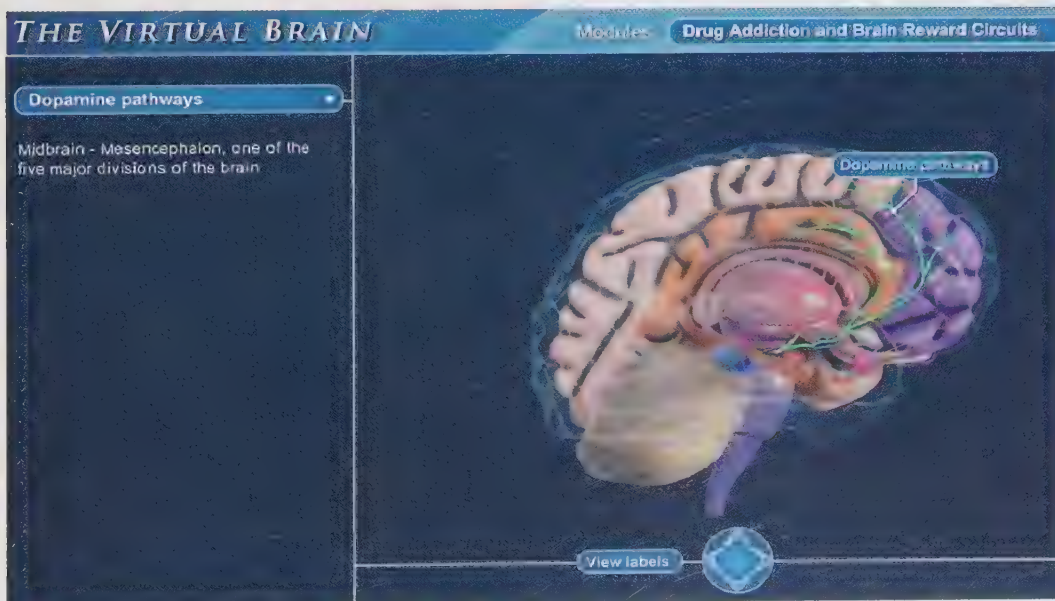 THE VIRTUAL BRAIN
Modules Drug Addiction and Brain Reward Circuits
Dopamine pathways
Midbrain - Mesencephalon, one of the
five major divisions of the brain
Dopamine pathways
View labels